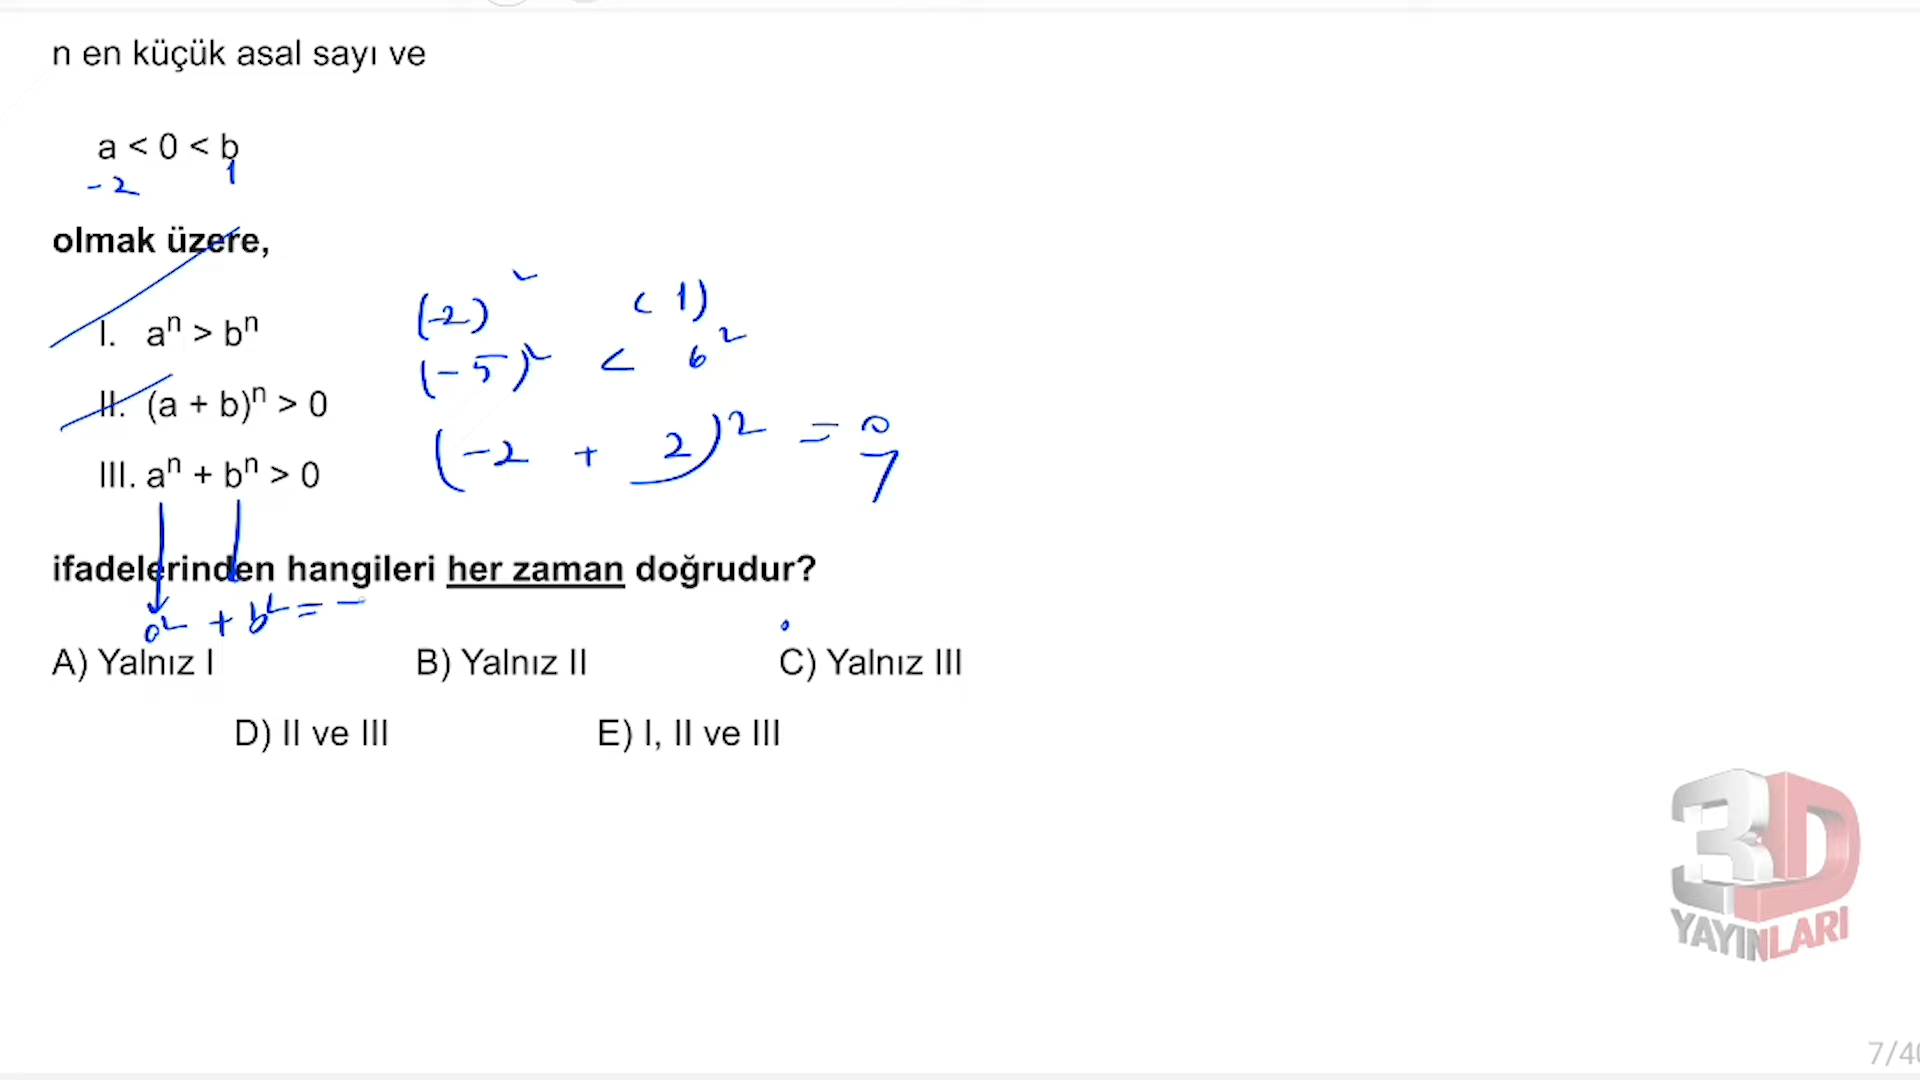 n en küçük asal sayı ve
a < 0 < b
-2 1
olmak üzere,
I. aⁿ > bⁿ
(-2)² (1)
(-5)² < 6²
II. (a + b)ⁿ > 0
(-2 + 2)² = 0
III. aⁿ + bⁿ > 0
ifadelerinden hangileri her zaman doğrudur?
a² + b² =
A) Yalnız I B) Yalnız II C) Yalnız III
D) II ve III E) I, II ve III
3D
YAYINLARI
7/40